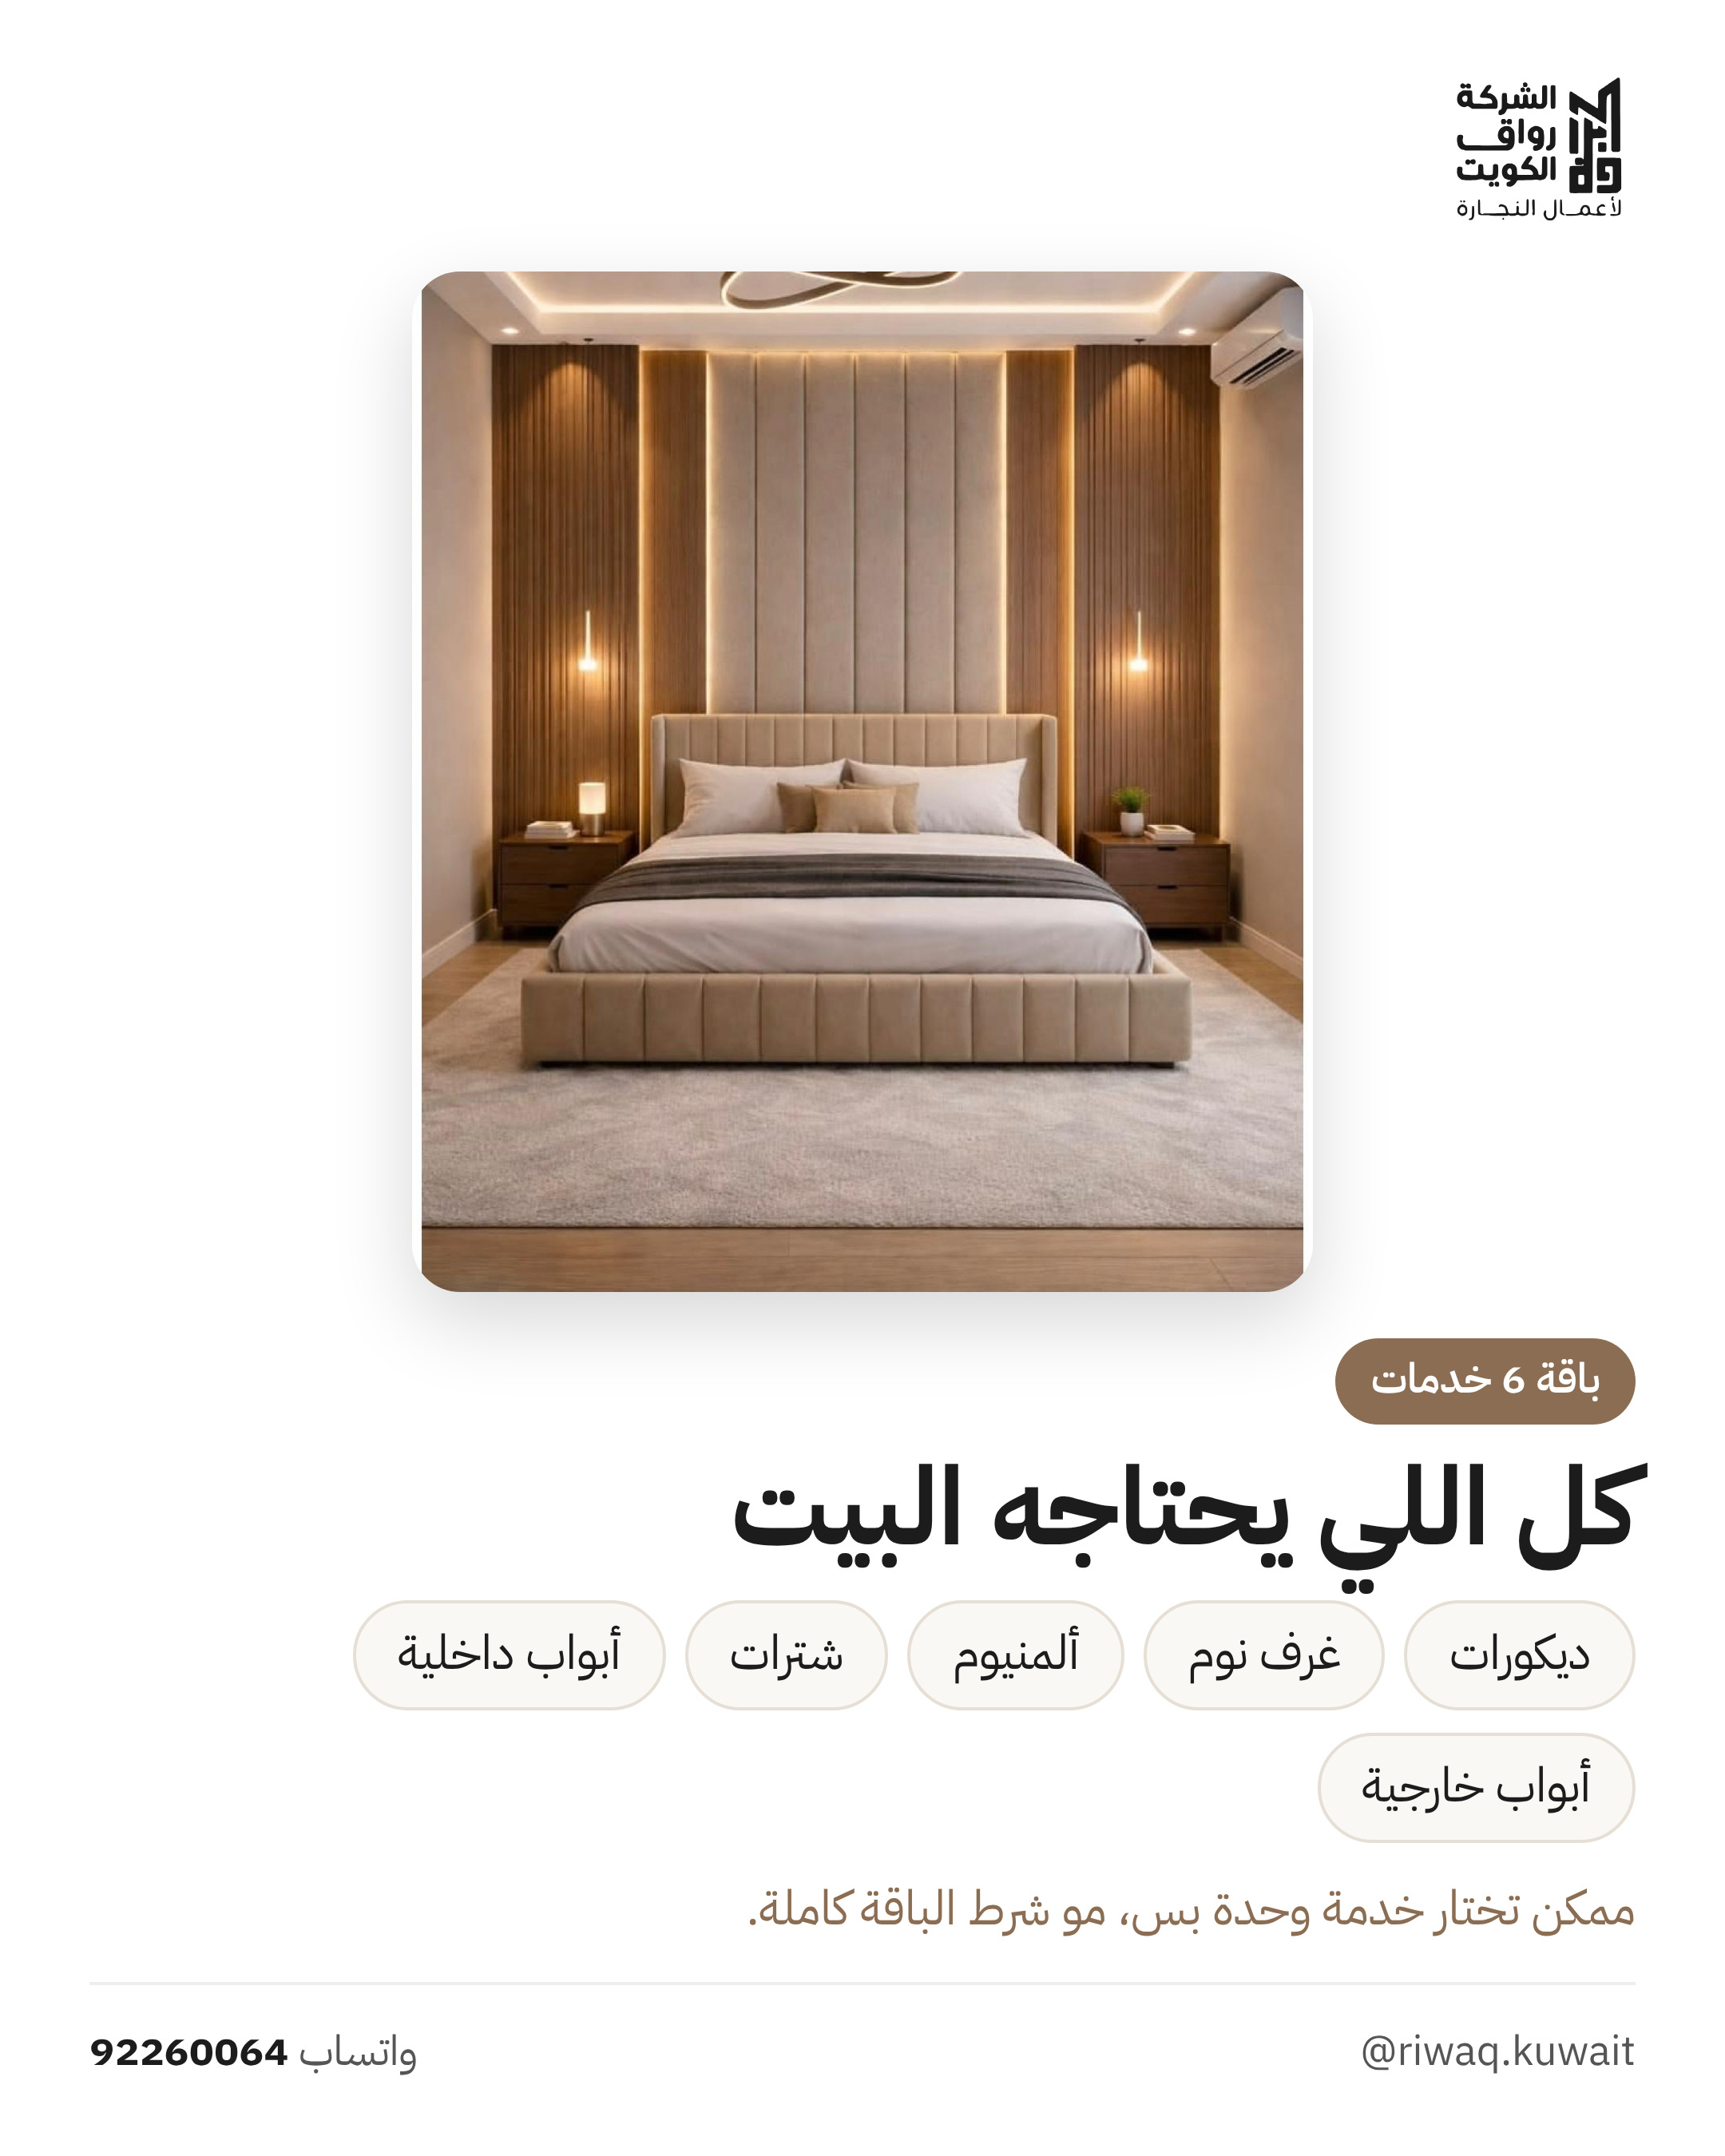 الشركة
رواق
الكويت
لأعمال النجارة
باقة 6 خدمات
كل اللي يحتاجه البيت
ديكورات غرف نوم ألمنيوم شترات أبواب داخلية
أبواب خارجية
ممكن تختار خدمة وحدة بس، مو شرط الباقة كاملة.
@riwaq.kuwait واتساب 92260064